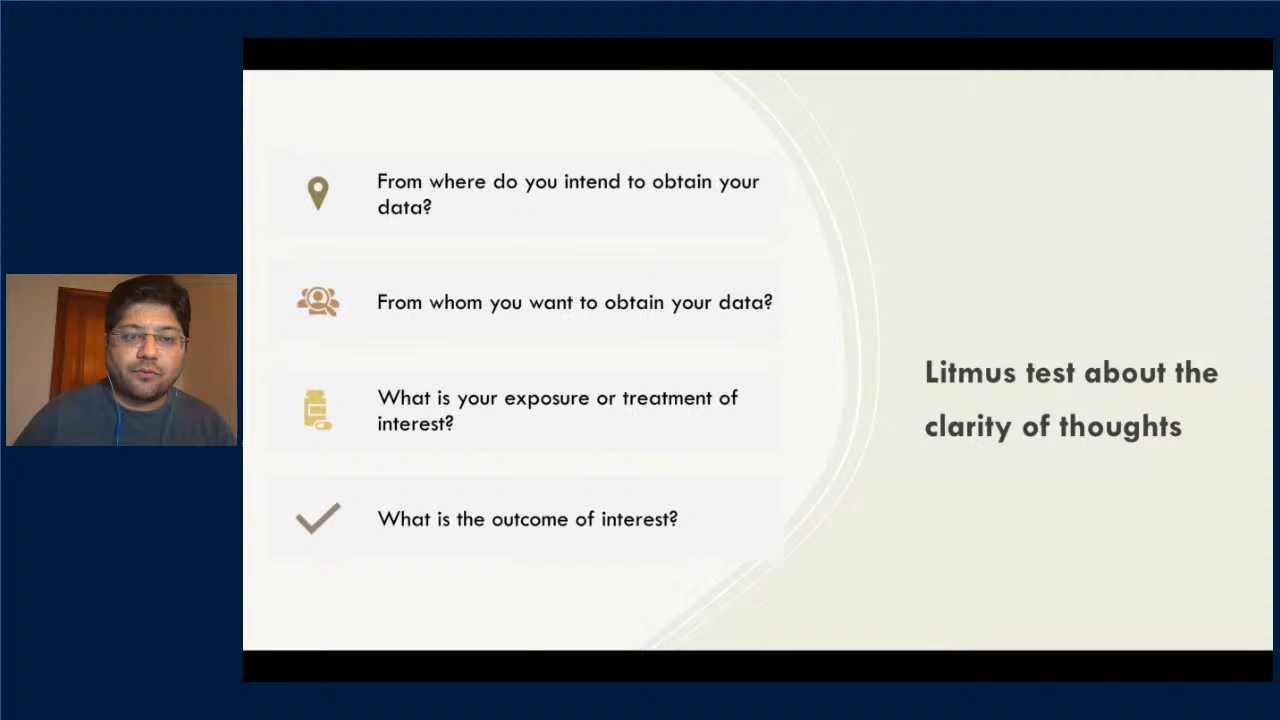 From where do you intend to obtain your
data?
From whom you want to obtain your data?
What is your exposure or treatment of
interest?
What is the outcome of interest?
Litmus test about the
clarity of thoughts